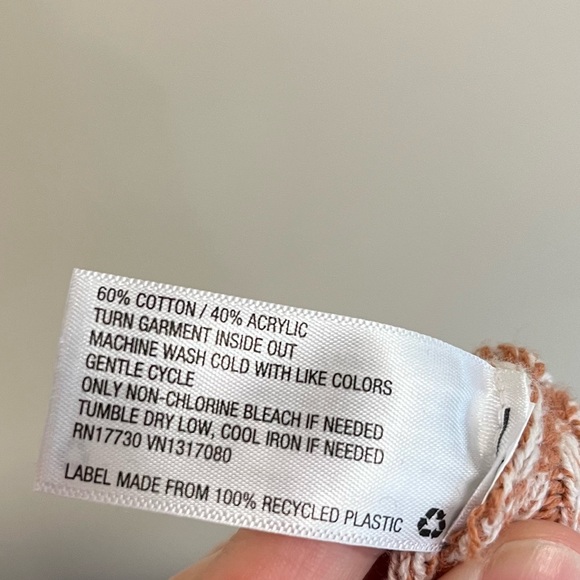 60% COTTON / 40% ACRYLIC
TURN GARMENT INSIDE OUT
MACHINE WASH COLD WITH LIKE COLORS
GENTLE CYCLE
ONLY NON-CHLORINE BLEACH IF NEEDED
TUMBLE DRY LOW, COOL IRON IF NEEDED
RN17730 VN1317080
LABEL MADE FROM 100% RECYCLED PLASTIC